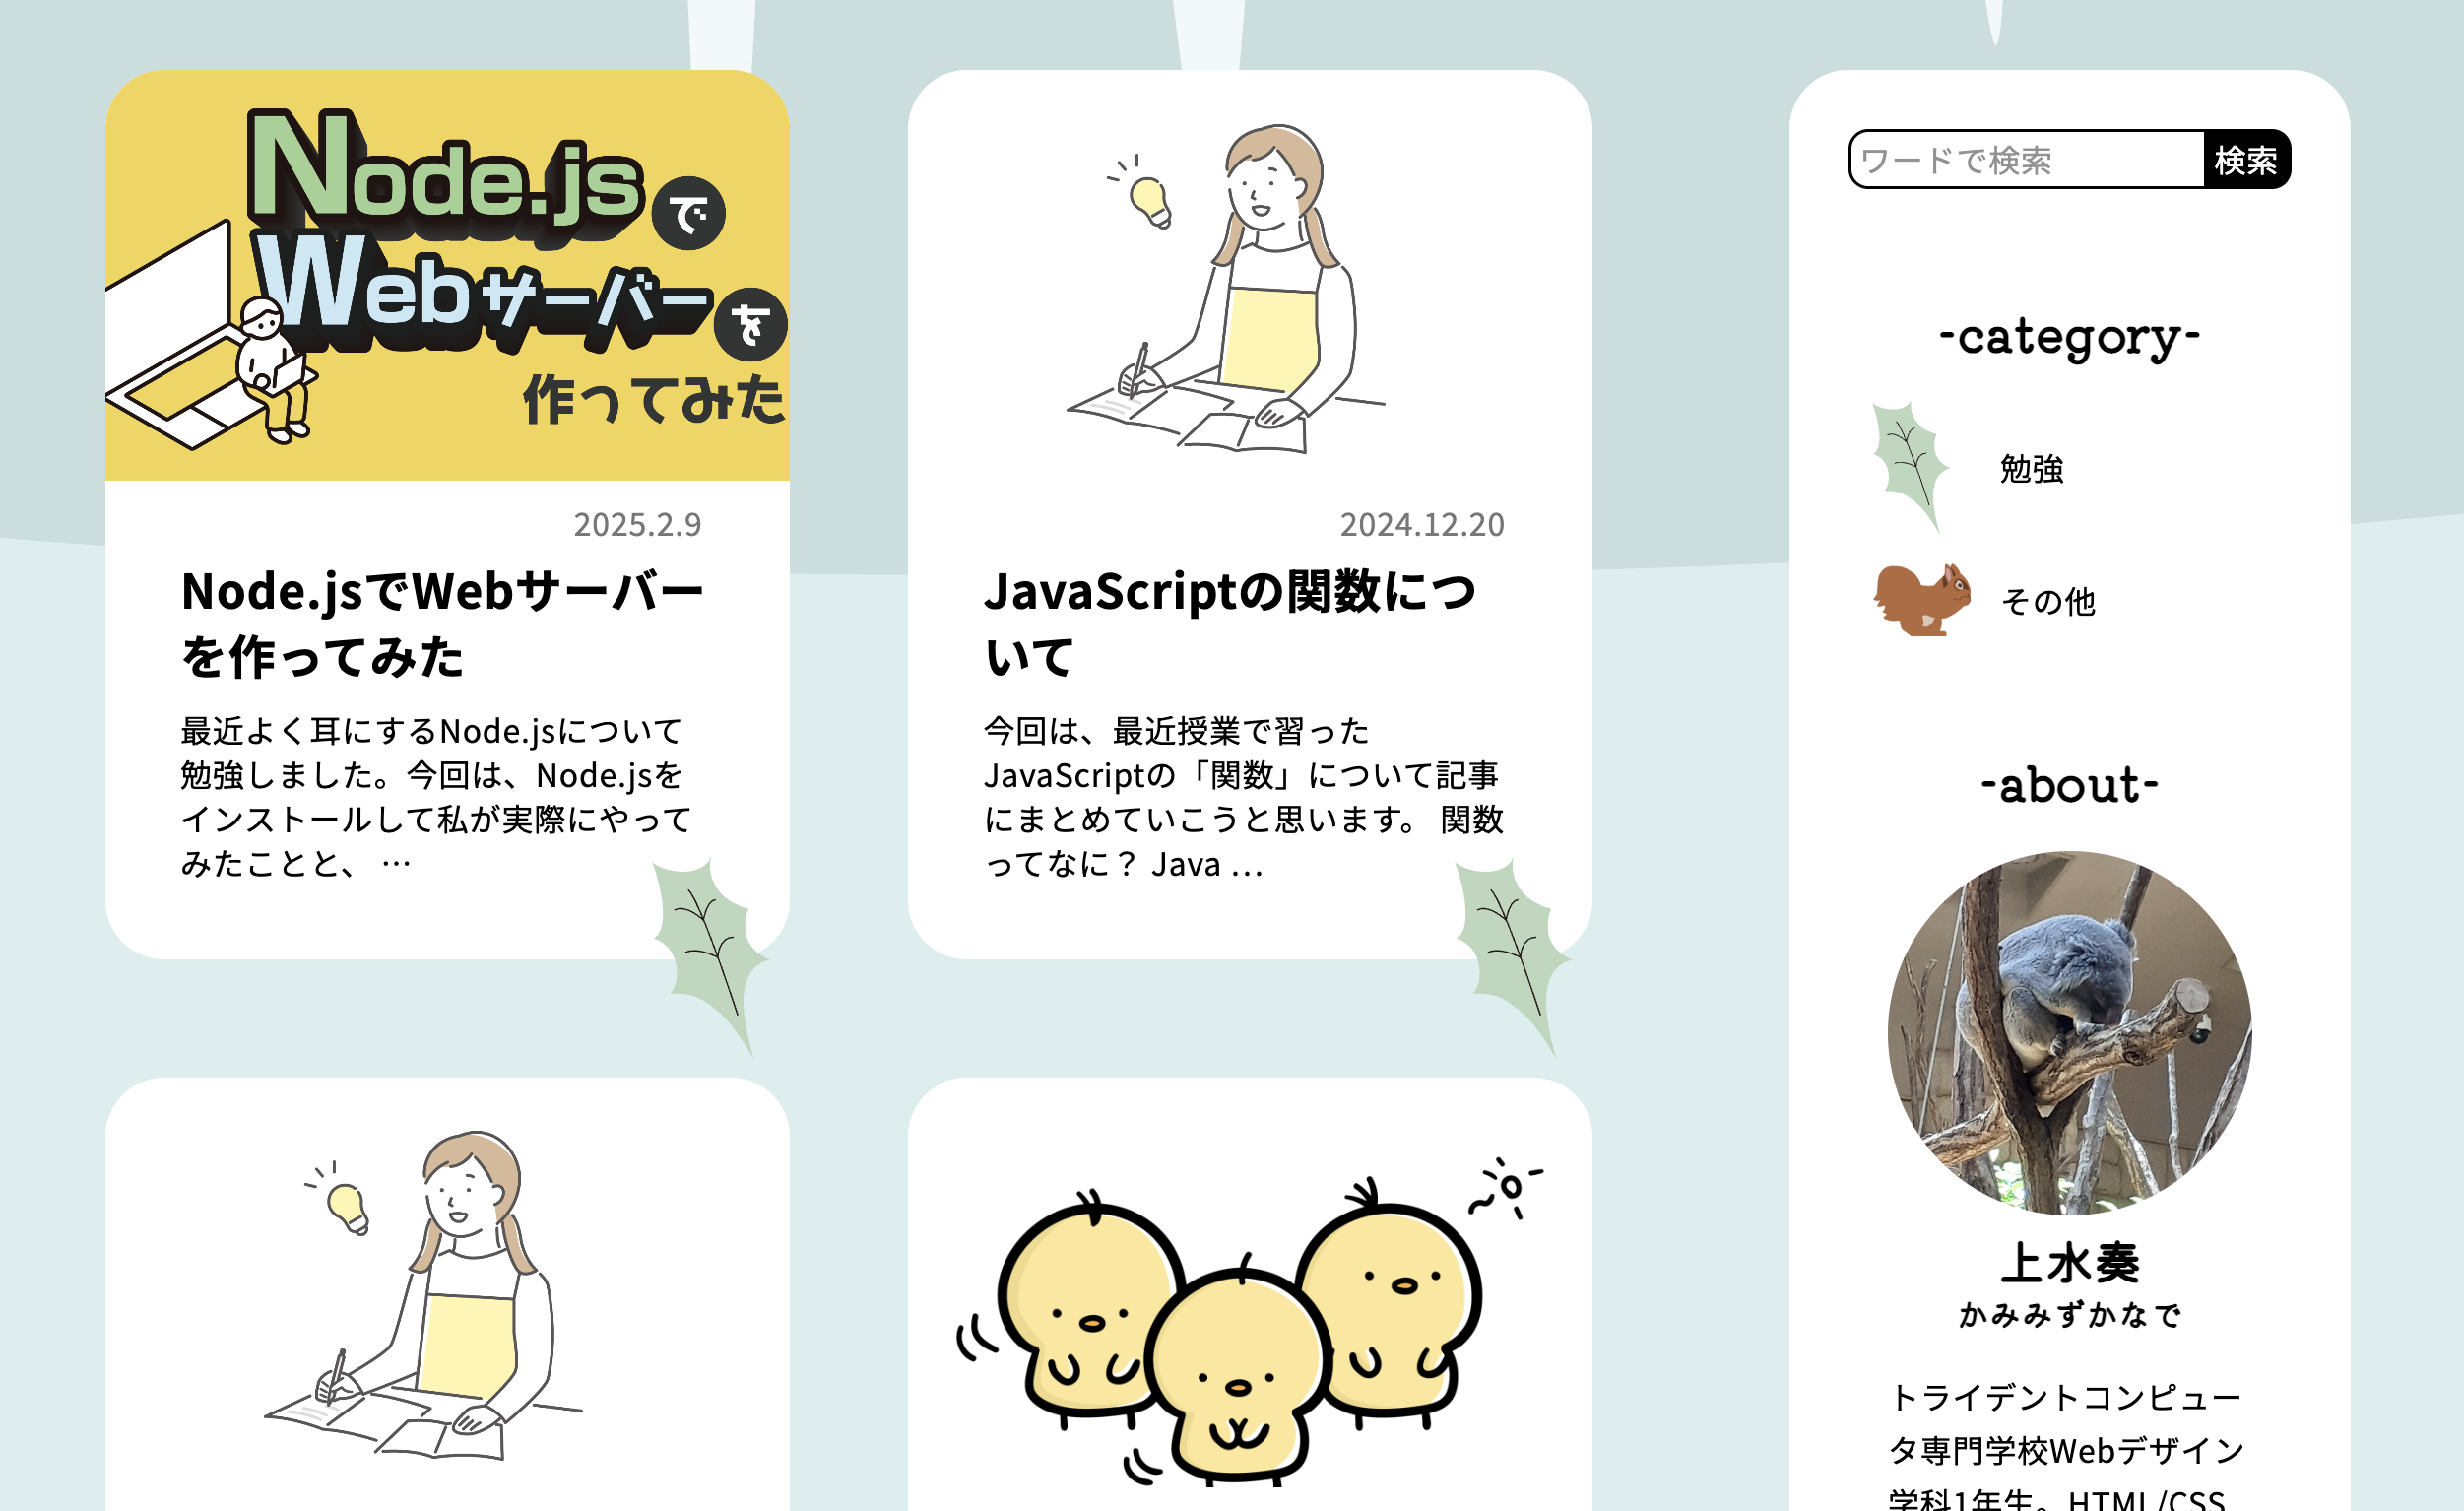 Node.jsで
Webサーバーを
作ってみた
2025.2.9
Node.jsでWebサーバー
を作ってみた
最近よく耳にするNode.jsについて
勉強しました。今回は、Node.jsを
インストールして私が実際にやって
みたことと、 …
2024.12.20
JavaScriptの関数につ
いて
今回は、最近授業で習った
JavaScriptの「関数」について記事
にまとめていこうと思います。 関数
ってなに？ Java …
ワードで検索
検索
-category-
勉強
その他
-about-
上水奏
かみみずかなで
トライデントコンピュー
タ専門学校Webデザイン
学科1年生。HTML/CSS